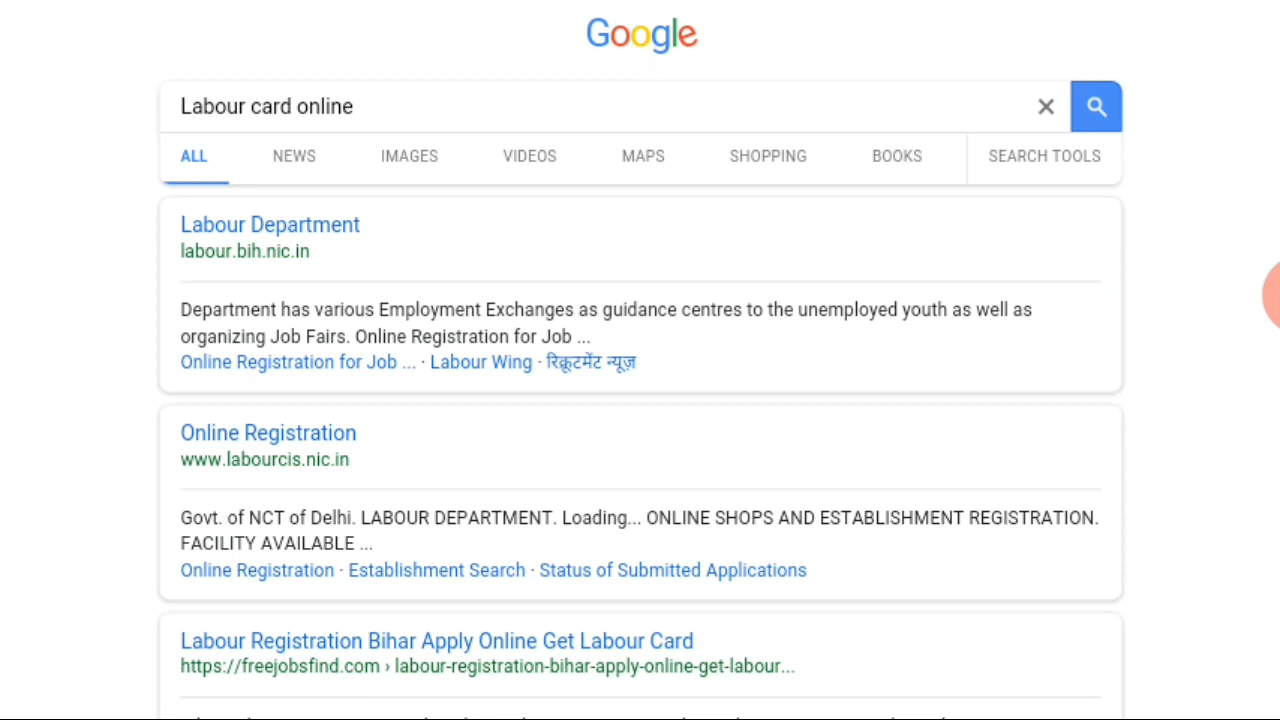 Google
Labour card online
ALL NEWS IMAGES VIDEOS MAPS SHOPPING BOOKS SEARCH TOOLS
Labour Department
labour.bih.nic.in
Department has various Employment Exchanges as guidance centres to the unemployed youth as well as
organizing Job Fairs. Online Registration for Job ...
Online Registration for Job ... · Labour Wing · रिक्रूटमेंट न्यूज़
Online Registration
www.labourcis.nic.in
Govt. of NCT of Delhi. LABOUR DEPARTMENT. Loading... ONLINE SHOPS AND ESTABLISHMENT REGISTRATION.
FACILITY AVAILABLE ...
Online Registration · Establishment Search · Status of Submitted Applications
Labour Registration Bihar Apply Online Get Labour Card
https://freejobsfind.com › labour-registration-bihar-apply-online-get-labour...